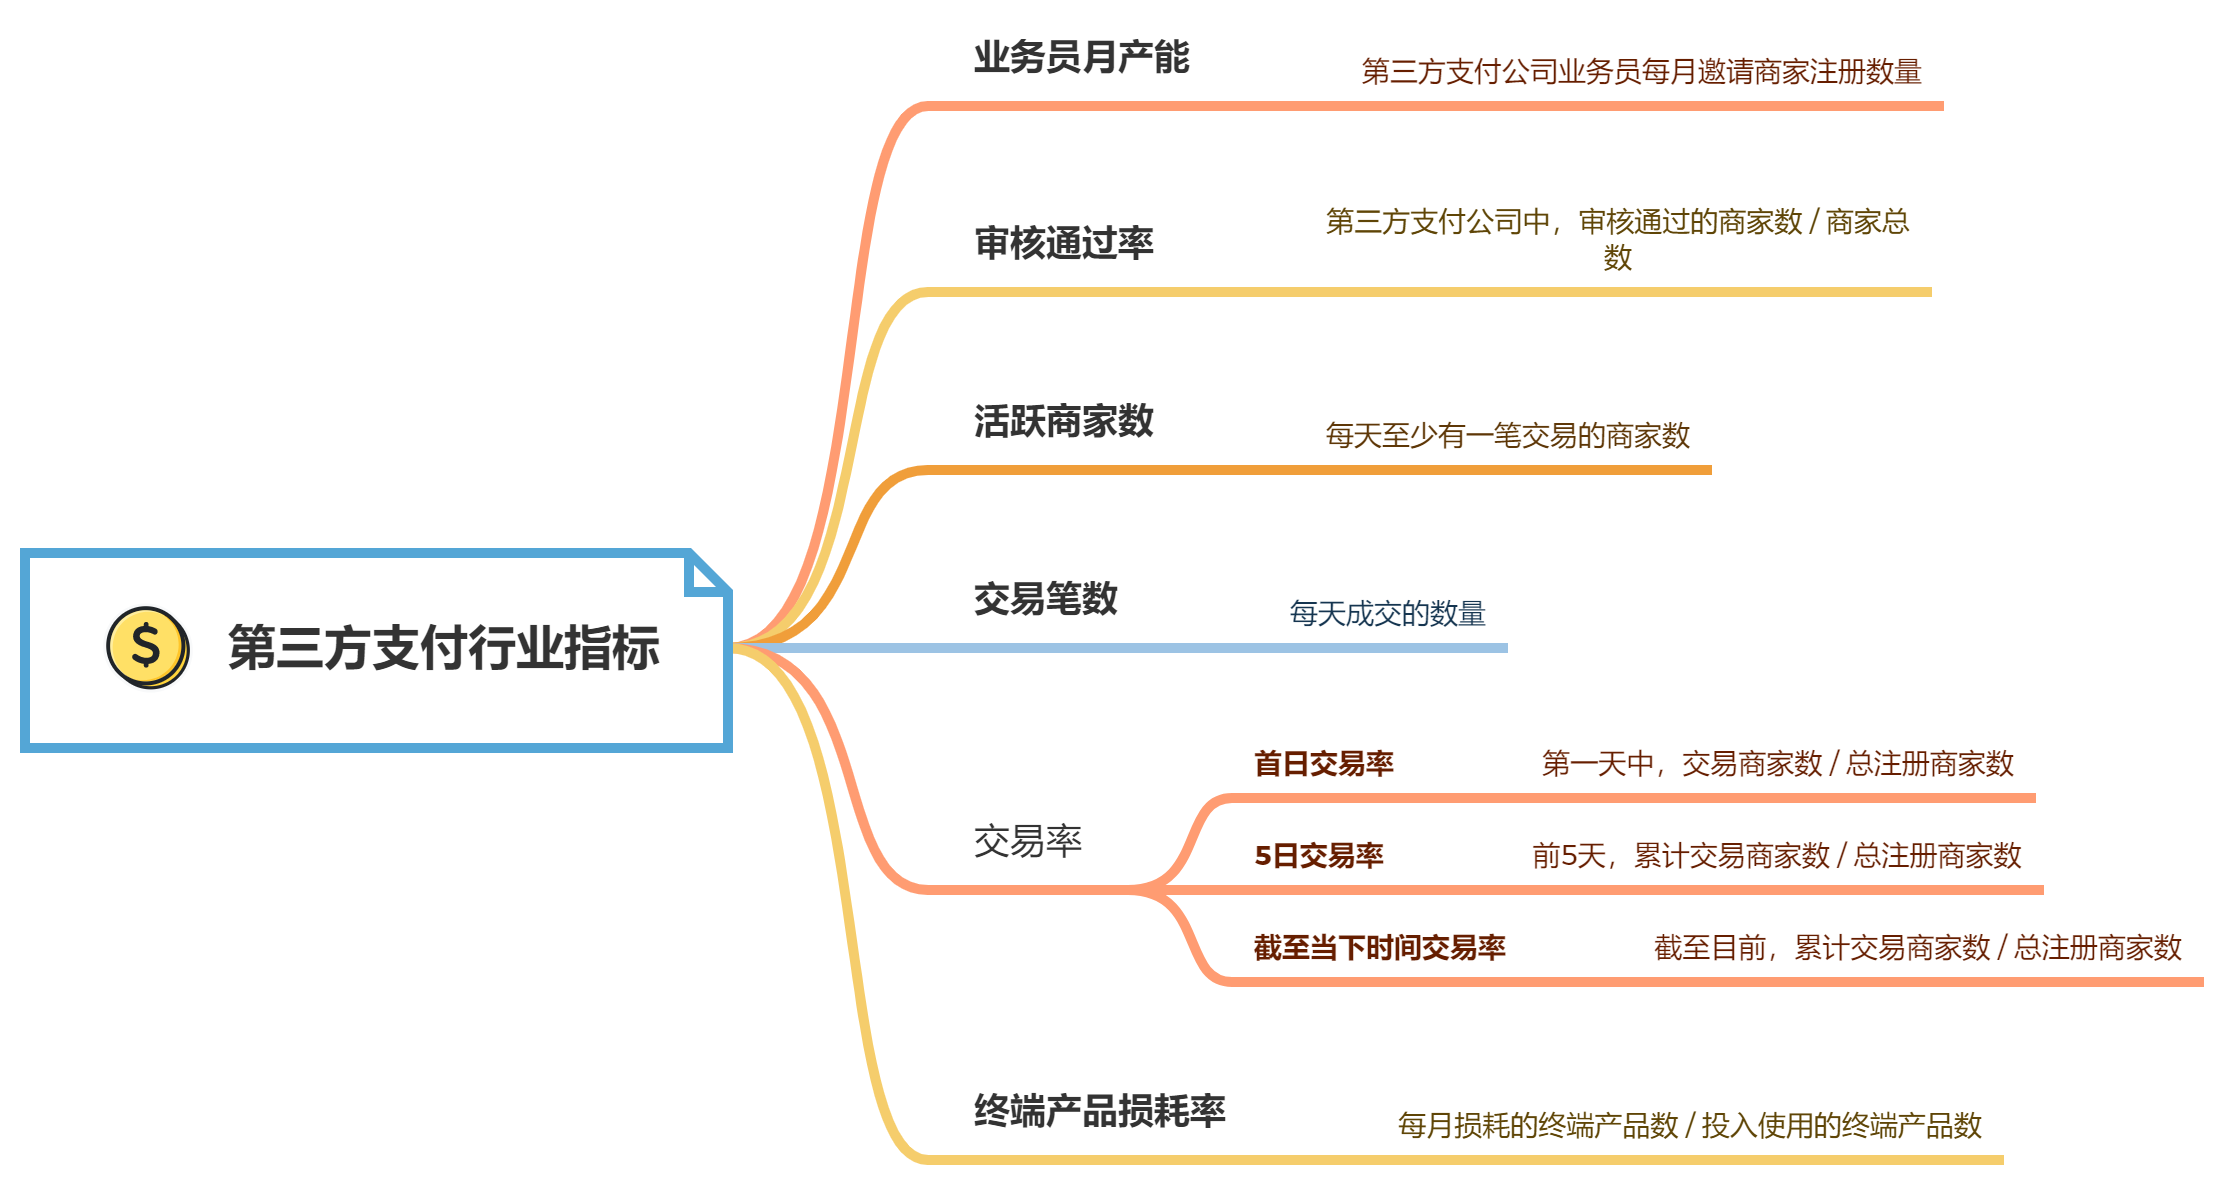 业务员月产能
第三方支付公司业务员每月邀请商家注册数量
审核通过率
第三方支付公司中，审核通过的商家数 / 商家总
数
活跃商家数
每天至少有一笔交易的商家数
交易笔数
每天成交的数量
$
第三方支付行业指标
交易率
首日交易率
第一天中，交易商家数 / 总注册商家数
5日交易率
前5天，累计交易商家数 / 总注册商家数
截至当下时间交易率
截至目前，累计交易商家数 / 总注册商家数
终端产品损耗率
每月损耗的终端产品数 / 投入使用的终端产品数